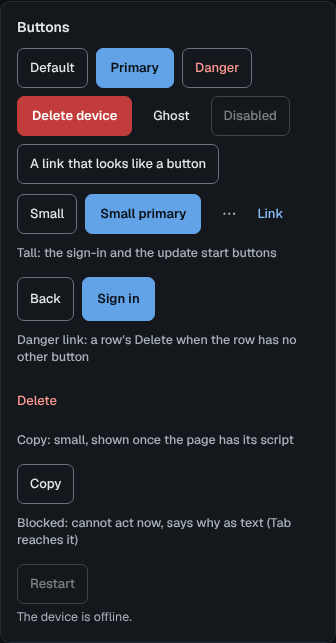 Buttons
Default Primary Danger
Delete device Ghost Disabled
A link that looks like a button
Small Small primary ··· Link
Tall: the sign-in and the update start buttons
Back Sign in
Danger link: a row's Delete when the row has no
other button
Delete
Copy: small, shown once the page has its script
Copy
Blocked: cannot act now, says why as text (Tab
reaches it)
Restart
The device is offline.